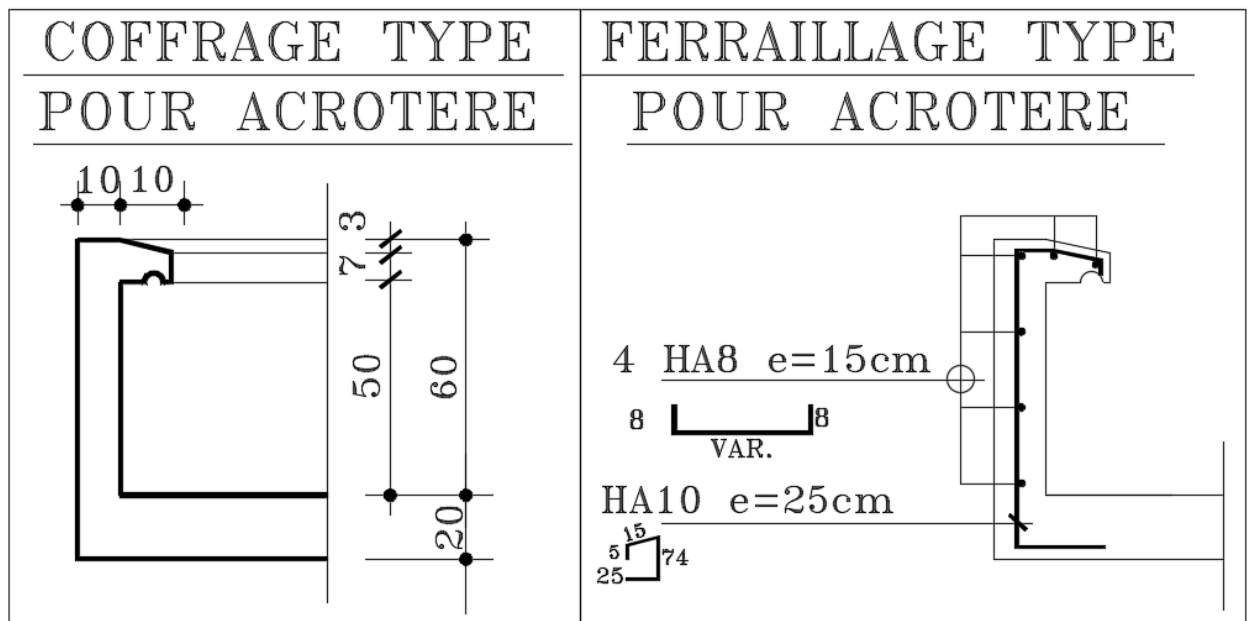 COFFRAGE TYPE
POUR ACROTERE
10 10
3
7
50
60
20
FERRAILLAGE TYPE
POUR ACROTERE
4 HA8 e=15cm
8 8
VAR.
HA10 e=25cm
15
5
74
25